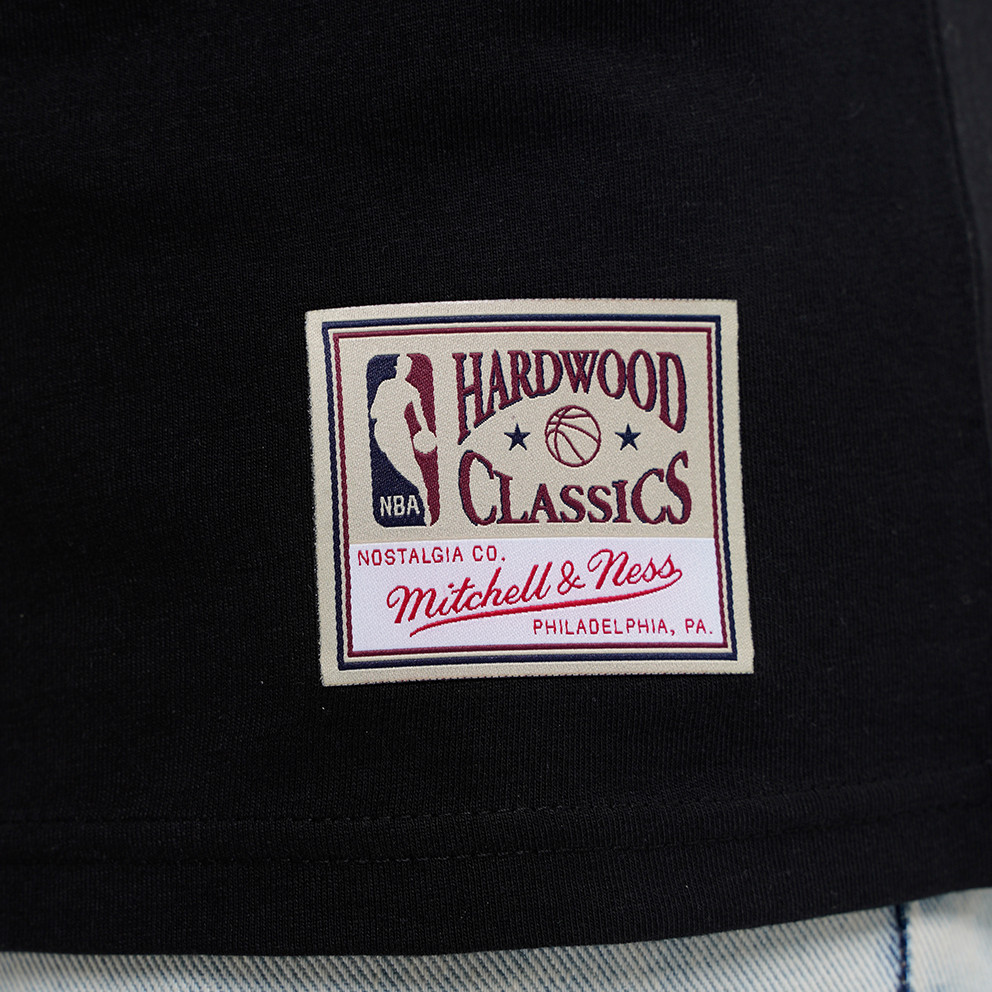 NBA
HARDWOOD
CLASSICS
NOSTALGIA CO.
Mitchell & Ness
PHILADELPHIA, PA.